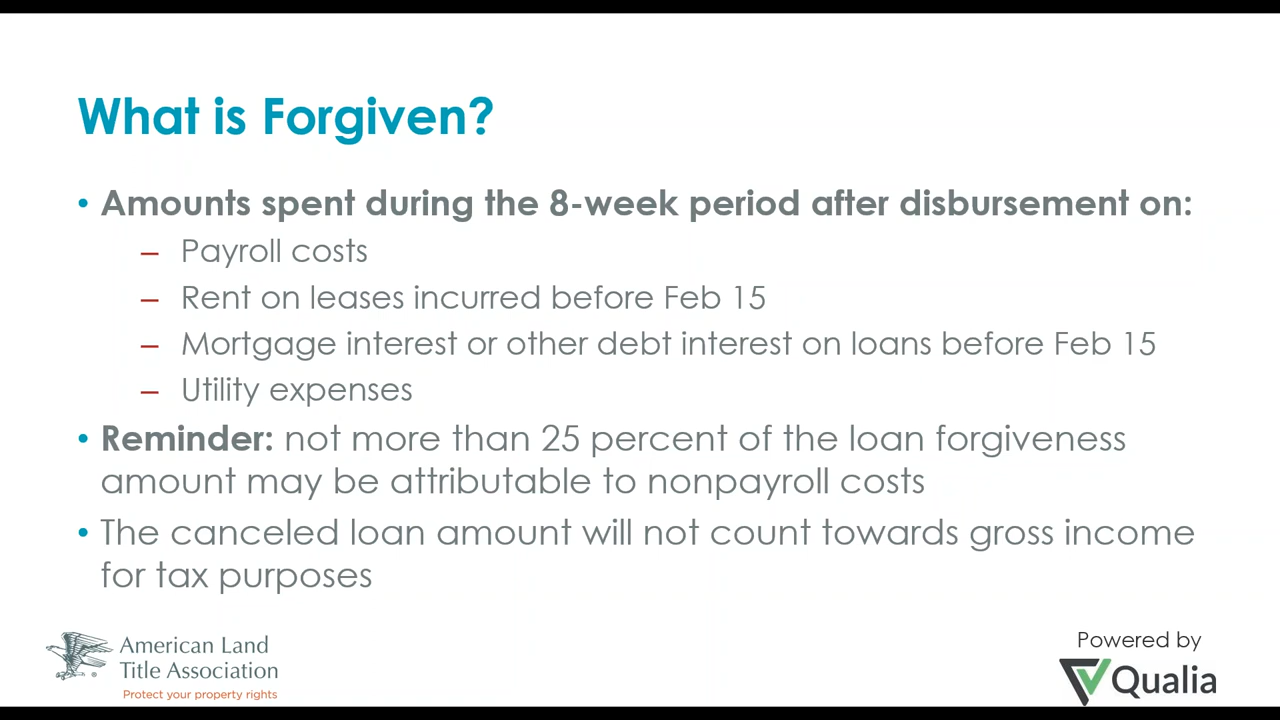 What is Forgiven?
• Amounts spent during the 8-week period after disbursement on:
– Payroll costs
– Rent on leases incurred before Feb 15
– Mortgage interest or other debt interest on loans before Feb 15
– Utility expenses
• Reminder: not more than 25 percent of the loan forgiveness
amount may be attributable to nonpayroll costs
• The canceled loan amount will not count towards gross income
for tax purposes
American Land
Title Association
®
Protect your property rights
Powered by
Qualia